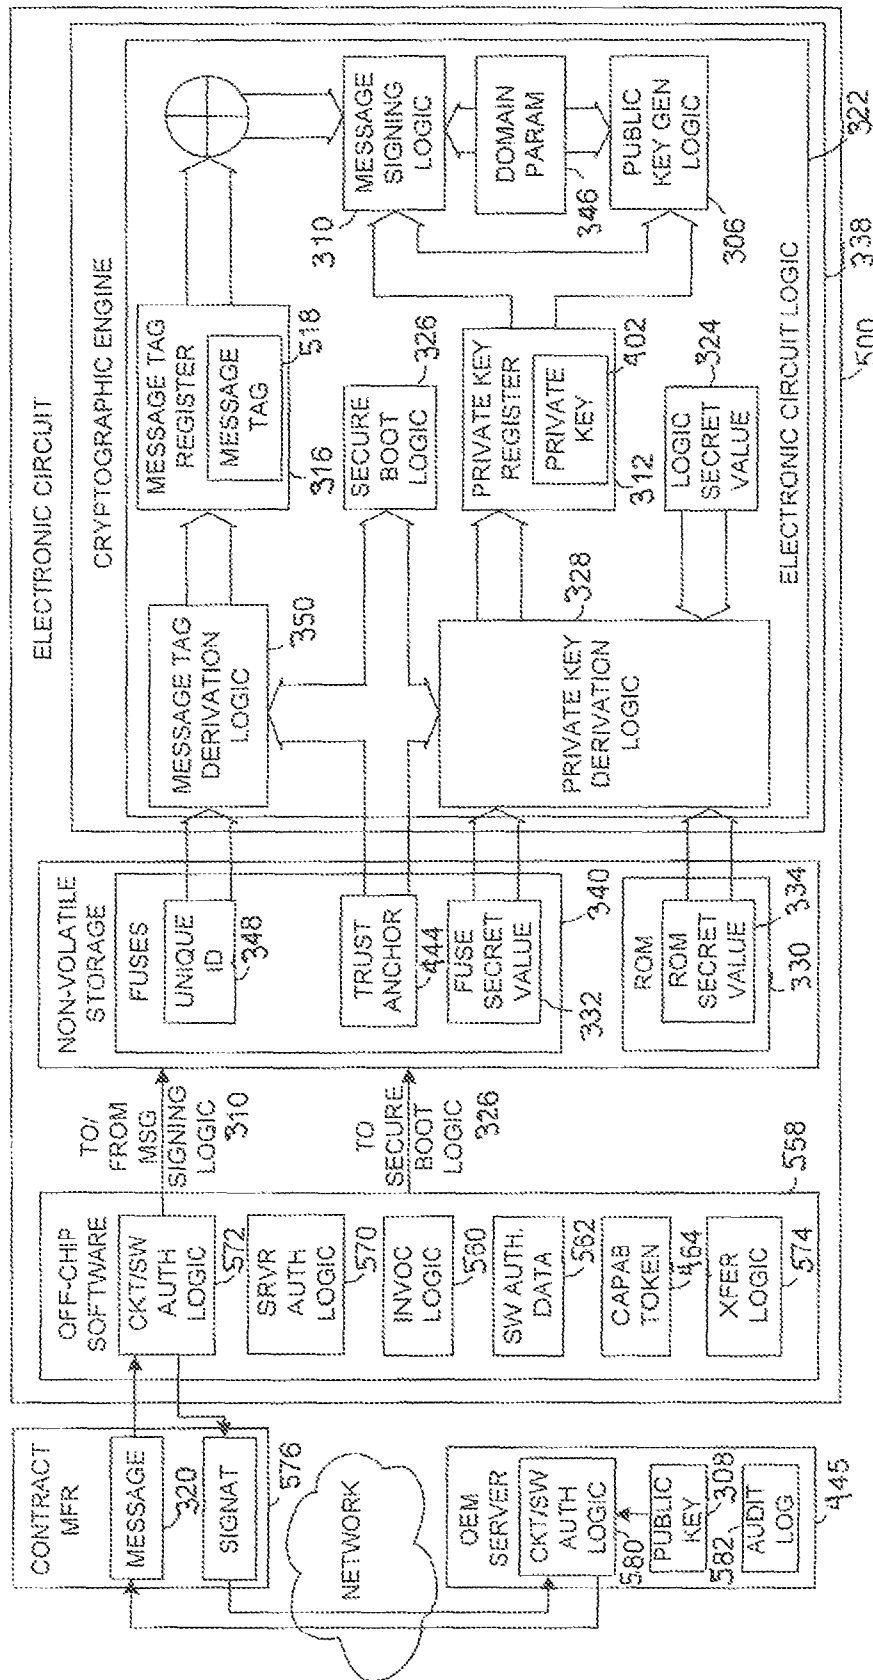 ELECTRONIC CIRCUIT
CONTRACT
MFR
MESSAGE
320
SIGNAT
576
NETWORK
OEM
SERVER
CKT/SW
AUTH
LOGIC
580
PUBLIC
KEY
308
582
AUDIT
LOG
445
OFF-CHIP
SOFTWARE
CKT/SW
AUTH
LOGIC
572
SRVR
AUTH
LOGIC
570
INVOC
LOGIC
560
SW AUTH.
DATA
562
CAPAB
TOKEN
464
XFER
LOGIC
574
558
TO/
FROM
MSG
SIGNING
LOGIC
310
TO
SECURE
BOOT
LOGIC
326
NON-VOLATILE
STORAGE
FUSES
UNIQUE
ID
348
TRUST
ANCHOR
444
FUSE
SECRET
VALUE
332
340
ROM
ROM
SECRET
VALUE
334
330
CRYPTOGRAPHIC ENGINE
MESSAGE TAG
DERIVATION
LOGIC
350
MESSAGE TAG
REGISTER
MESSAGE
TAG
518
316
SECURE
BOOT
LOGIC
326
PRIVATE KEY
DERIVATION
LOGIC
328
PRIVATE KEY
REGISTER
PRIVATE
KEY
402
312
LOGIC
SECRET
VALUE
324
MESSAGE
SIGNING
LOGIC
310
DOMAIN
PARAM
346
PUBLIC
KEY GEN
LOGIC
306
ELECTRONIC CIRCUIT LOGIC
322
338
500